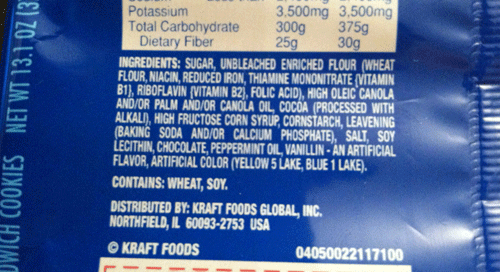 Potassium 3,500mg 3,500mg
Total Carbohydrate 300g 375g
Dietary Fiber 25g 30g
INGREDIENTS: SUGAR, UNBLEACHED ENRICHED FLOUR (WHEAT
FLOUR, NIACIN, REDUCED IRON, THIAMINE MONONITRATE {VITAMIN
B1}, RIBOFLAVIN {VITAMIN B2}, FOLIC ACID), HIGH OLEIC CANOLA
AND/OR PALM AND/OR CANOLA OIL, COCOA (PROCESSED WITH
ALKALI), HIGH FRUCTOSE CORN SYRUP, CORNSTARCH, LEAVENING
(BAKING SODA AND/OR CALCIUM PHOSPHATE), SALT, SOY
LECITHIN, CHOCOLATE, PEPPERMINT OIL, VANILLIN - AN ARTIFICIAL
FLAVOR, ARTIFICIAL COLOR (YELLOW 5 LAKE, BLUE 1 LAKE).
CONTAINS: WHEAT, SOY.
DISTRIBUTED BY: KRAFT FOODS GLOBAL, INC.
NORTHFIELD, IL 60093-2753 USA
© KRAFT FOODS 04050022117100
DWICH COOKIES NET WT 13.1 OZ (3